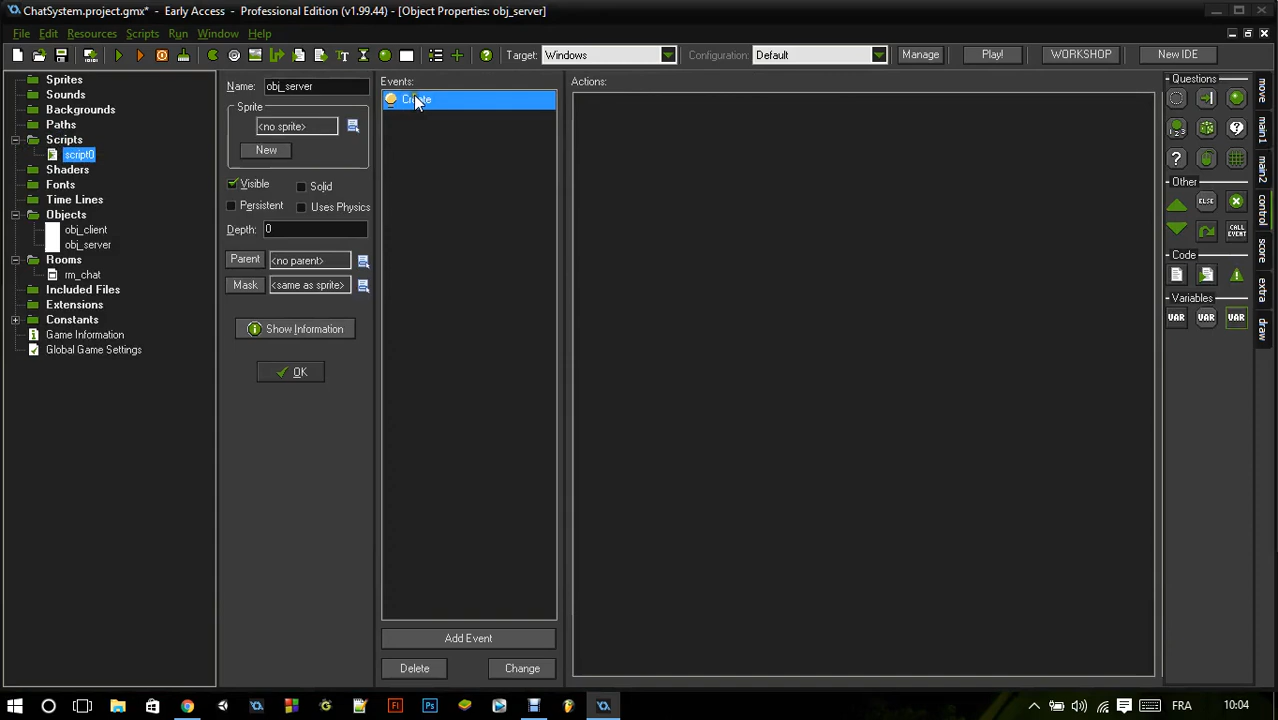 ChatSystem.project.gmx* - Early Access - Professional Edition (v1.99.44) - [Object Properties: obj_server]
File Edit Resources Scripts Run Window Help
Target: Windows Configuration: Default Manage Play! WORKSHOP New IDE
Sprites
Sounds
Backgrounds
Paths
Scripts
script0
Shaders
Fonts
Time Lines
Objects
obj_client
obj_server
Rooms
rm_chat
Included Files
Extensions
Constants
Game Information
Global Game Settings
Name: obj_server
Sprite
<no sprite>
New
Visible Solid
Persistent Uses Physics
Depth: 0
Parent <no parent>
Mask <same as sprite>
Show Information
OK
Events:
Create
Add Event
Delete Change
Actions:
Questions
Other
ELSE
CALL EVENT
Code
Variables
VAR VAR VAR
move
main1
main2
control
score
extra
draw
FRA 10:04